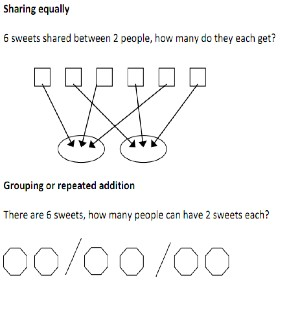 Sharing equally
6 sweets shared between 2 people, how many do they each get?
Grouping or repeated addition
There are 6 sweets, how many people can have 2 sweets each?